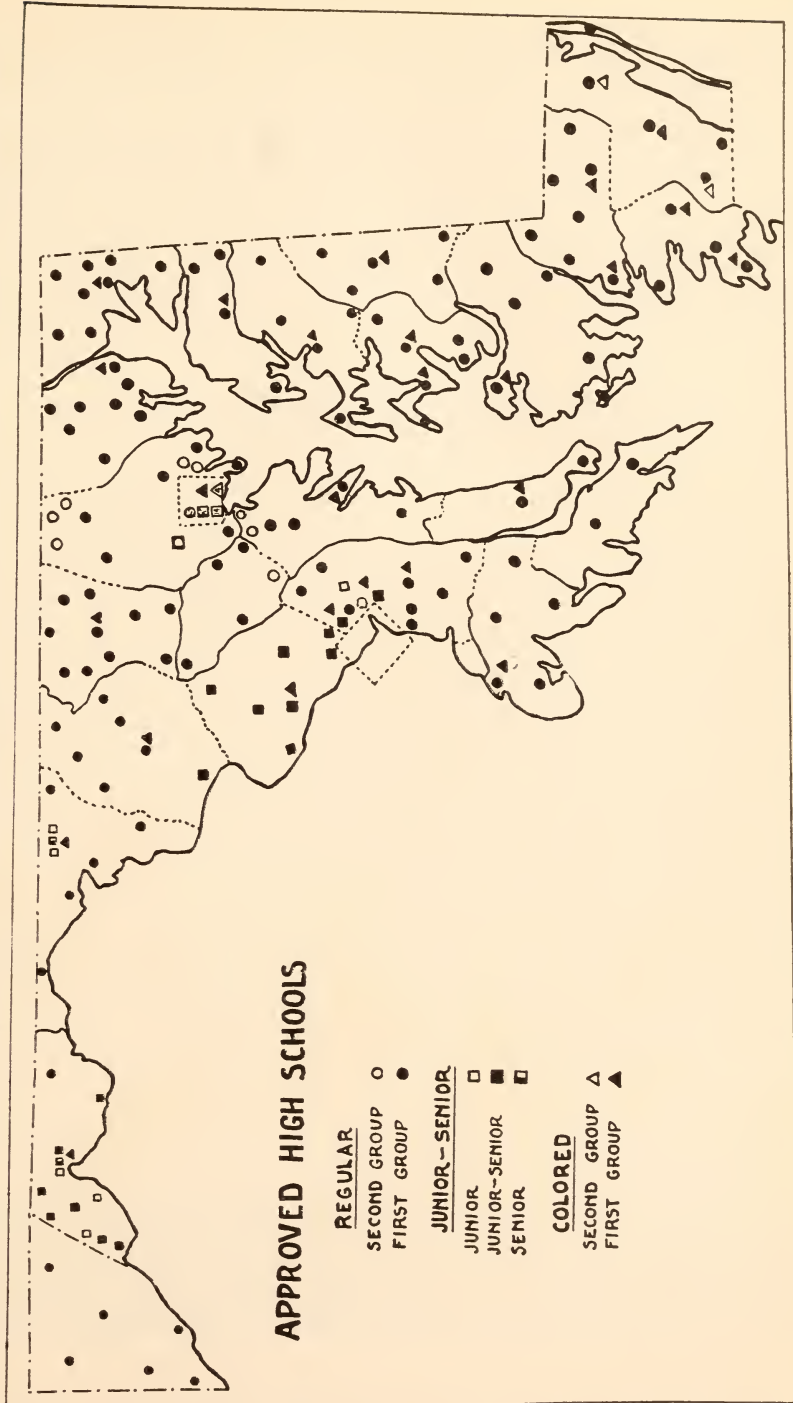 APPROVED HIGH SCHOOLS
REGULAR
SECOND GROUP
FIRST GROUP
JUNIOR-SENIOR
JUNIOR
JUNIOR-SENIOR
SENIOR
COLORED
SECOND GROUP
FIRST GROUP